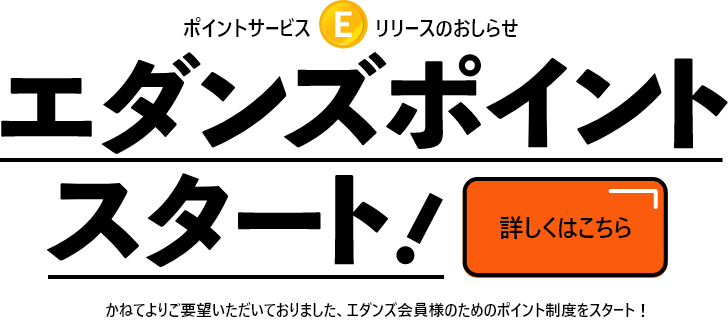 ポイントサービス E リリースのおしらせ
エダンズポイント
スタート!
詳しくはこちら
かねてよりご要望いただいておりました、エダンズ会員様のためのポイント制度をスタート!